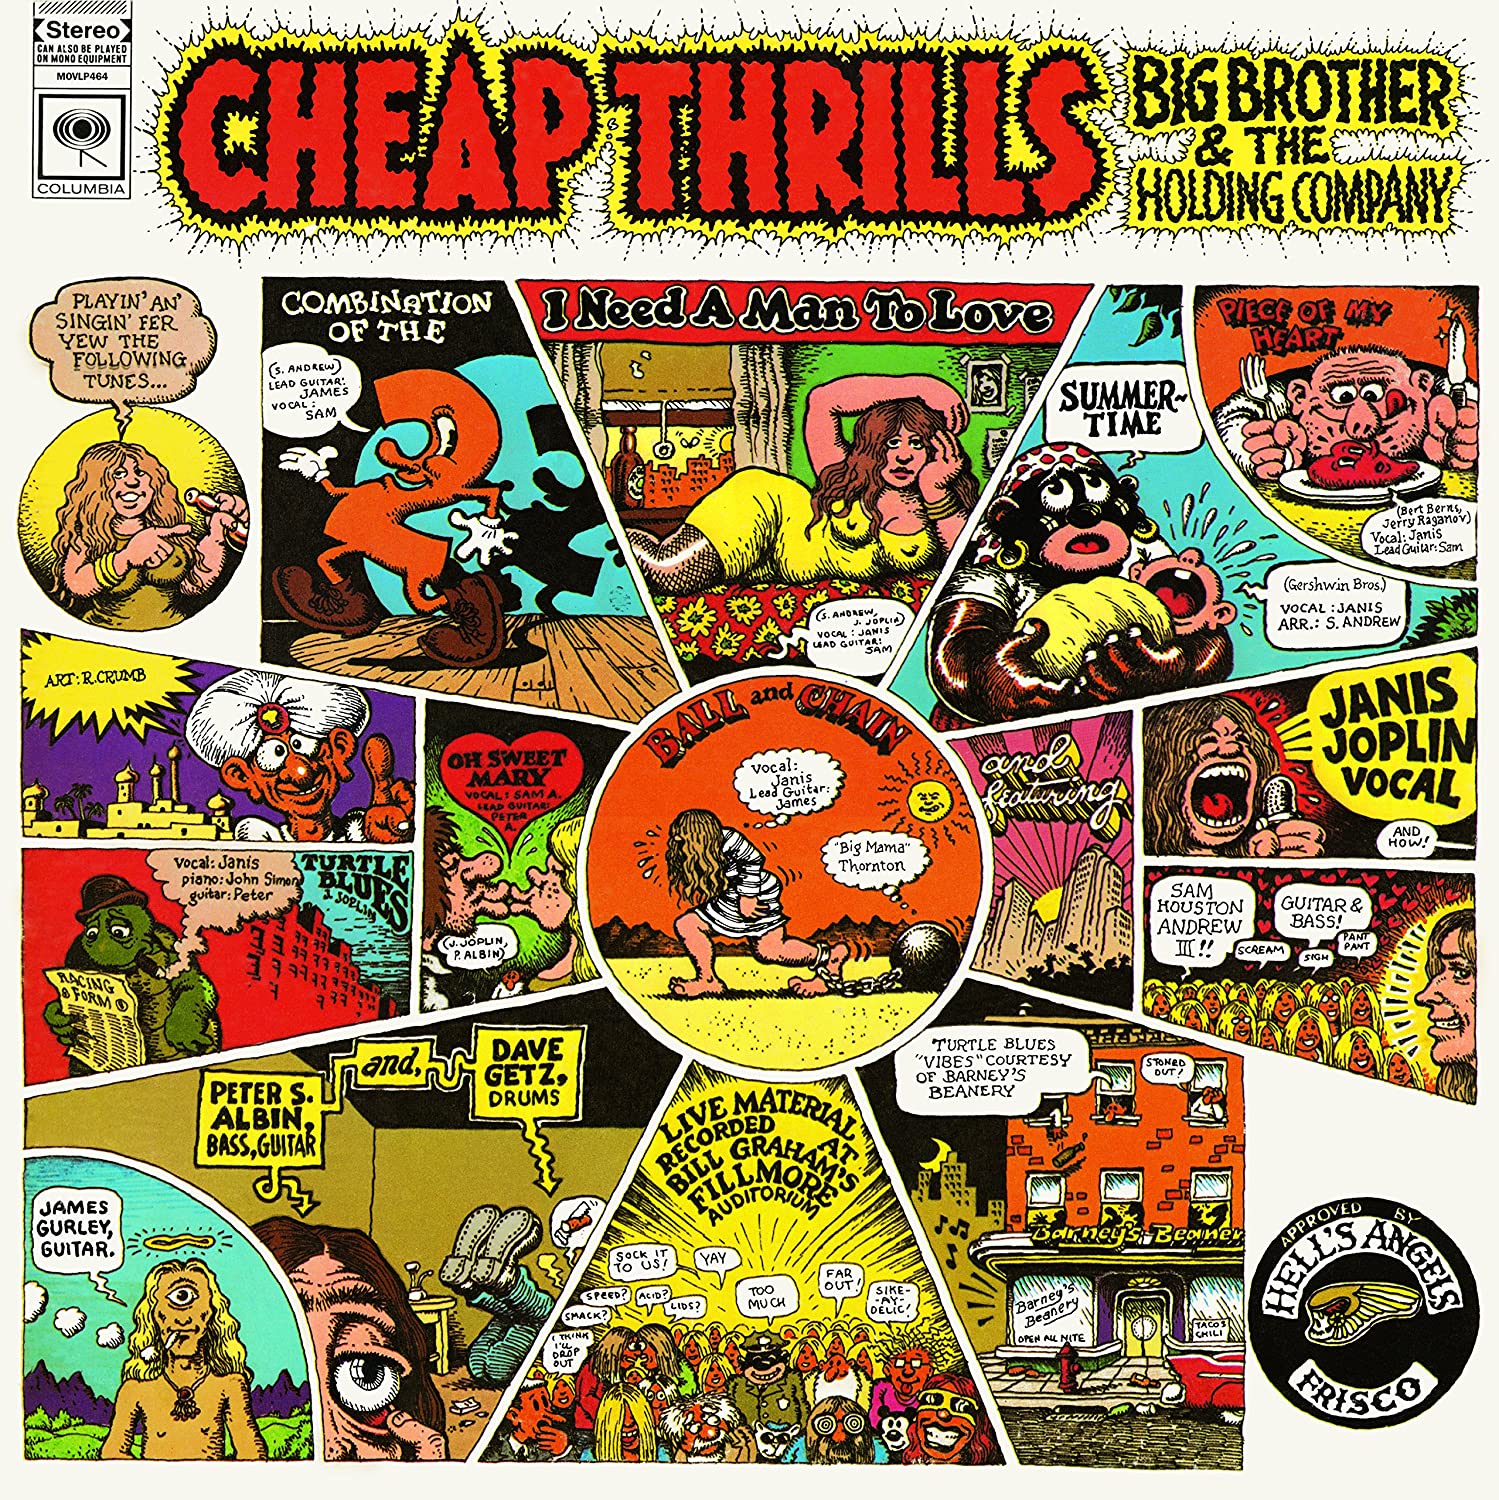 Stereo
CAN ALSO BE PLAYED
ON MONO EQUIPMENT
MOVLP464
COLUMBIA
CHEAP THRILLS
BIG BROTHER
& THE
HOLDING COMPANY
PLAYIN' AN'
SINGIN' FER
YEW THE
FOLLOWING
TUNES...
COMBINATION
OF THE
(S. ANDREW)
LEAD GUITAR:
JAMES
VOCAL:
SAM
I Need A Man To Love
(S. ANDREW,
J. JOPLIN)
VOCAL: JANIS
LEAD GUITAR:
SAM
SUMMER-
TIME
(Gershwin Bros.)
VOCAL: JANIS
ARR.: S. ANDREW
PIECE OF MY
HEART
(Bert Berns,
Jerry Raganov)
Vocal: Janis
Lead Guitar: Sam
ART: R. CRUMB
OH SWEET
MARY
VOCAL: SAM A.
LEAD GUITAR:
PETER
A.
(J. JOPLIN,
P. ALBIN)
BALL and CHAIN
Vocal:
Janis
Lead Guitar:
James
"Big Mama"
Thornton
and
featuring
JANIS
JOPLIN
VOCAL
AND
HOW!
Vocal: Janis
piano: John Simon
guitar: Peter
TURTLE
BLUES
J. JOPLIN
RACING
FORM
SAM
HOUSTON
ANDREW
III!!
GUITAR &
BASS!
SCREAM
SIGH
PANT
PANT
PETER S.
ALBIN,
BASS, GUITAR
and,
DAVE
GETZ,
DRUMS
JAMES
GURLEY,
GUITAR.
LIVE MATERIAL
RECORDED AT
BILL GRAHAM'S
FILLMORE
AUDITORIUM
SOCK IT
TO US!
YAY
SPEED?
ACID?
LIDS?
SMACK?
TOO
MUCH
FAR
OUT!
SIKE-
AY-
DELIC!
I THINK
I'LL
DROP
OUT
TURTLE BLUES
"VIBES" COURTESY
OF BARNEY'S
BEANERY
STONED
OUT!
Barney's Beaner
Barney's
Beanery
OPEN ALL NITE
TACOS
CHILI
APPROVED BY
HELL'S ANGELS
FRISCO